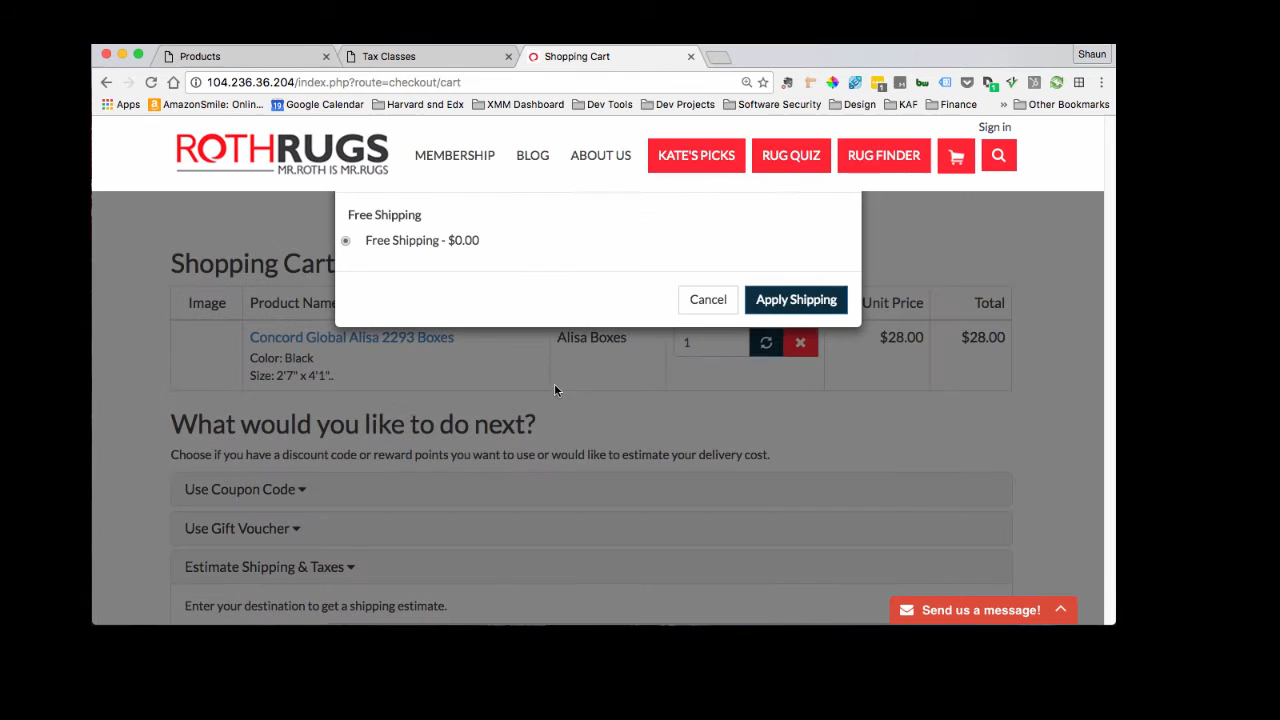 Products
Tax Classes
Shopping Cart
Shaun
104.236.36.204/index.php?route=checkout/cart
Apps
AmazonSmile: Onlin...
Google Calendar
Harvard snd Edx
XMM Dashboard
Dev Tools
Dev Projects
Software Security
Design
KAF
Finance
»
Other Bookmarks
Sign in
ROTHRUGS
MR.ROTH IS MR.RUGS
MEMBERSHIP
BLOG
ABOUT US
KATE'S PICKS
RUG QUIZ
RUG FINDER
Free Shipping
Free Shipping - $0.00
Cancel
Apply Shipping
Shopping Cart
Image
Product Name
Unit Price
Total
Concord Global Alisa 2293 Boxes
Color: Black
Size: 2'7" x 4'1"..
Alisa Boxes
1
$28.00
$28.00
What would you like to do next?
Choose if you have a discount code or reward points you want to use or would like to estimate your delivery cost.
Use Coupon Code
Use Gift Voucher
Estimate Shipping & Taxes
Enter your destination to get a shipping estimate.
Send us a message!